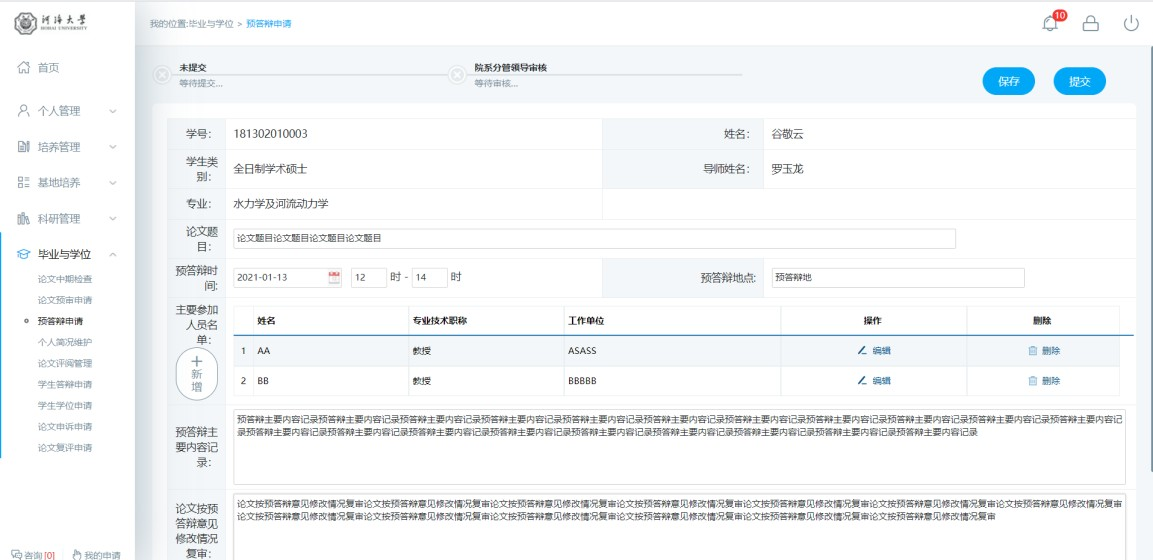 河海大学
HOHAI UNIVERSITY
我的位置:毕业与学位 > 预答辩申请
10
首页
个人管理
培养管理
基地培养
科研管理
毕业与学位
论文中期检查
论文预审申请
预答辩申请
个人简况维护
论文评阅管理
学生答辩申请
学生学位申请
论文申诉申请
论文复评申请
咨询[0]
我的申请
未提交
等待提交...
院系分管领导审核
等待审核...
保存
提交
学号: 181302010003 姓名: 谷敬云
学生类
别: 全日制学术硕士 导师姓名: 罗玉龙
专业: 水力学及河流动力学
论文题
目: 论文题目论文题目论文题目论文题目
预答辩时
间: 2021-01-13 12 时 - 14 时 预答辩地点: 预答辩地
主要参加
人员名
单:
新
增
姓名 专业技术职称 工作单位 操作 删除
1 AA 教授 ASASS 编辑 删除
2 BB 教授 BBBBB 编辑 删除
预答辩主
要内容记
录:
预答辩主要内容记录预答辩主要内容记录预答辩主要内容记录预答辩主要内容记录预答辩主要内容记录预答辩主要内容记录预答辩主要内容记录预答辩主要内容记录预答辩主要内容记录预答辩主要内容记录预答辩主要内容记
录预答辩主要内容记录预答辩主要内容记录预答辩主要内容记录预答辩主要内容记录预答辩主要内容记录预答辩主要内容记录预答辩主要内容记录预答辩主要内容记录预答辩主要内容记录
论文按预
答辩意见
修改情况
复审:
论文按预答辩意见修改情况复审论文按预答辩意见修改情况复审论文按预答辩意见修改情况复审论文按预答辩意见修改情况复审论文按预答辩意见修改情况复审论文按预答辩意见修改情况复审论文按预答辩意见修改情况复审
论文按预答辩意见修改情况复审论文按预答辩意见修改情况复审论文按预答辩意见修改情况复审论文按预答辩意见修改情况复审论文按预答辩意见修改情况复审论文按预答辩意见修改情况复审